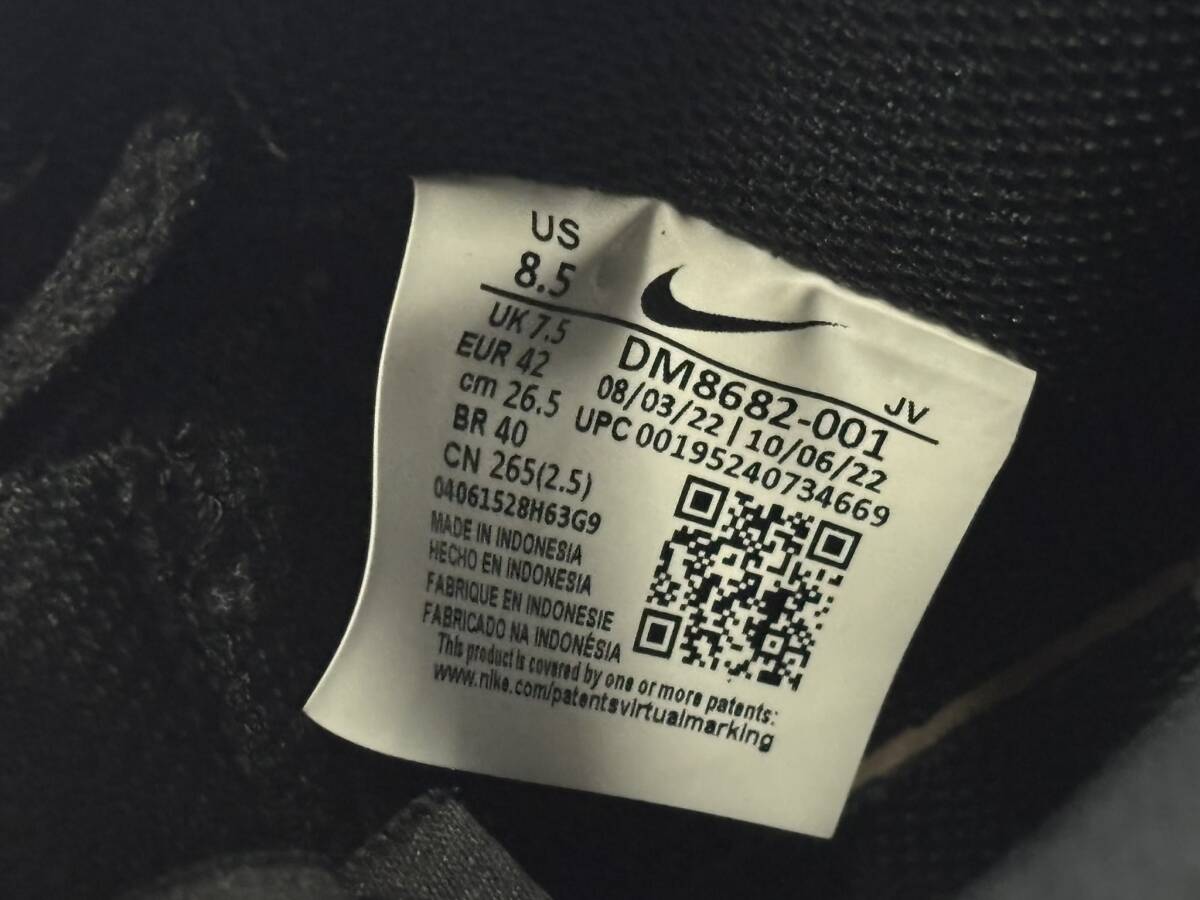 US
8.5
UK 7.5
EUR 42
cm 26.5
BR 40
CN 265(2.5)
04061528H63G9
MADE IN INDONESIA
HECHO EN INDONESIA
FABRIQUE EN INDONESIE
FABRICADO NA INDONÉSIA
This product is covered by one or more patents:
www.nike.com/patentsvirtualmarking
JV
DM8682-001
08/03/22 | 10/06/22
UPC 00195240734669